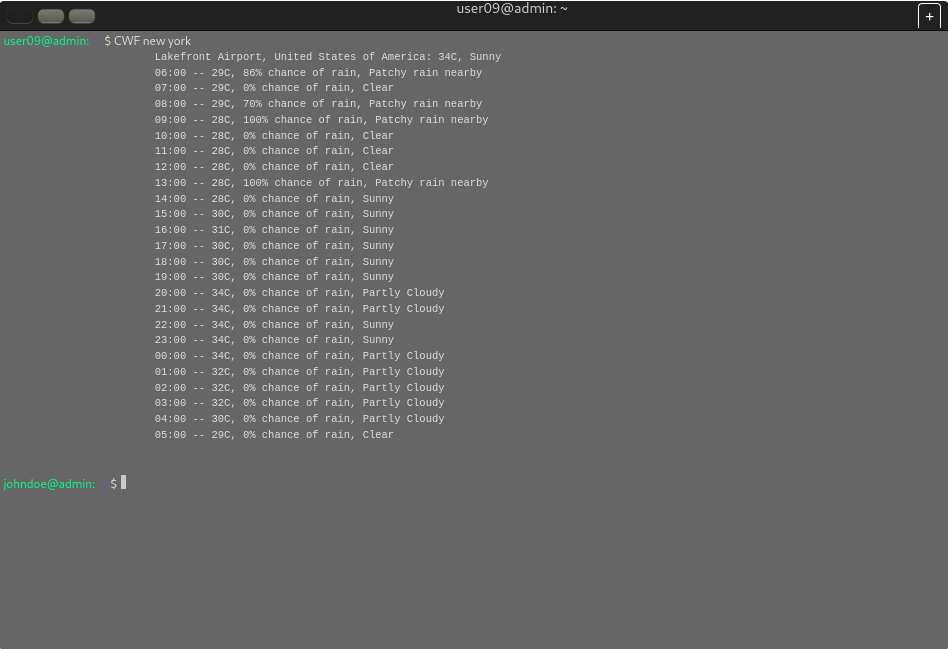 user09@admin: ~
+
user09@admin: ~ $ CWF new york
Lakefront Airport, United States of America: 34C, Sunny
06:00 -- 29C, 86% chance of rain, Patchy rain nearby
07:00 -- 29C, 0% chance of rain, Clear
08:00 -- 29C, 70% chance of rain, Patchy rain nearby
09:00 -- 28C, 100% chance of rain, Patchy rain nearby
10:00 -- 28C, 0% chance of rain, Clear
11:00 -- 28C, 0% chance of rain, Clear
12:00 -- 28C, 0% chance of rain, Clear
13:00 -- 28C, 100% chance of rain, Patchy rain nearby
14:00 -- 28C, 0% chance of rain, Sunny
15:00 -- 30C, 0% chance of rain, Sunny
16:00 -- 31C, 0% chance of rain, Sunny
17:00 -- 30C, 0% chance of rain, Sunny
18:00 -- 30C, 0% chance of rain, Sunny
19:00 -- 30C, 0% chance of rain, Sunny
20:00 -- 34C, 0% chance of rain, Partly Cloudy
21:00 -- 34C, 0% chance of rain, Partly Cloudy
22:00 -- 34C, 0% chance of rain, Sunny
23:00 -- 34C, 0% chance of rain, Sunny
00:00 -- 34C, 0% chance of rain, Partly Cloudy
01:00 -- 32C, 0% chance of rain, Partly Cloudy
02:00 -- 32C, 0% chance of rain, Partly Cloudy
03:00 -- 32C, 0% chance of rain, Partly Cloudy
04:00 -- 30C, 0% chance of rain, Partly Cloudy
05:00 -- 29C, 0% chance of rain, Clear
johndoe@admin: ~ $